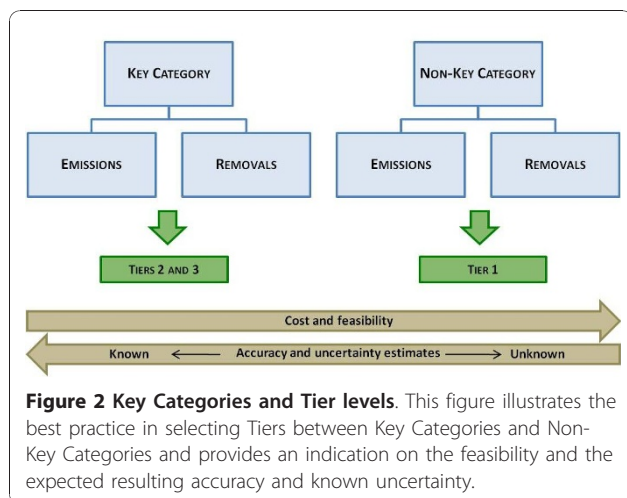 KEY CATEGORY
NON-KEY CATEGORY
EMISSIONS
REMOVALS
EMISSIONS
REMOVALS
TIERS 2 AND 3
TIER 1
Cost and feasibility
Known Accuracy and uncertainty estimates Unknown
Figure 2 Key Categories and Tier levels. This figure illustrates the
best practice in selecting Tiers between Key Categories and Non-
Key Categories and provides an indication on the feasibility and the
expected resulting accuracy and known uncertainty.